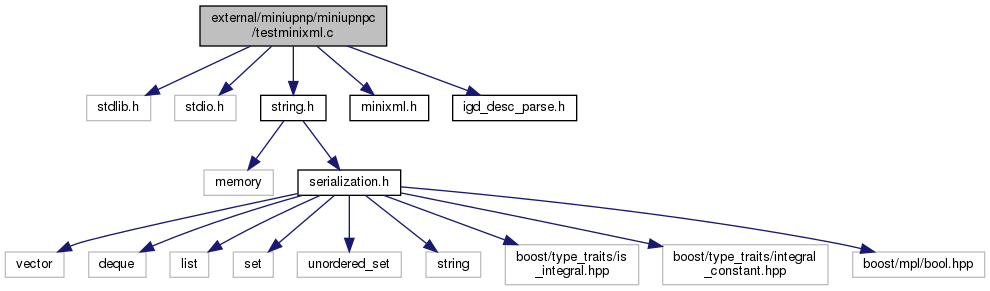 external/miniupnp/miniupnpc
/testminixml.c
stdlib.h
stdio.h
string.h
minixml.h
igd_desc_parse.h
memory
serialization.h
vector
deque
list
set
unordered_set
string
boost/type_traits/is
_integral.hpp
boost/type_traits/integral
_constant.hpp
boost/mpl/bool.hpp